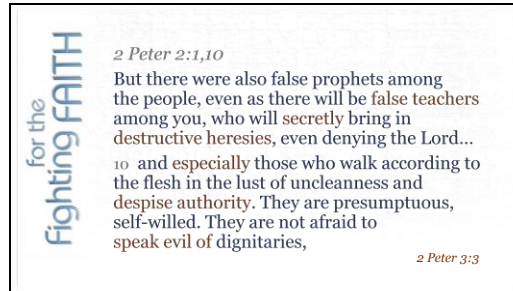 for the
Fighting FAITH
2 Peter 2:1,10
But there were also false prophets among
the people, even as there will be false teachers
among you, who will secretly bring in
destructive heresies, even denying the Lord...
10 and especially those who walk according to
the flesh in the lust of uncleanness and
despise authority. They are presumptuous,
self-willed. They are not afraid to
speak evil of dignitaries,
2 Peter 3:3